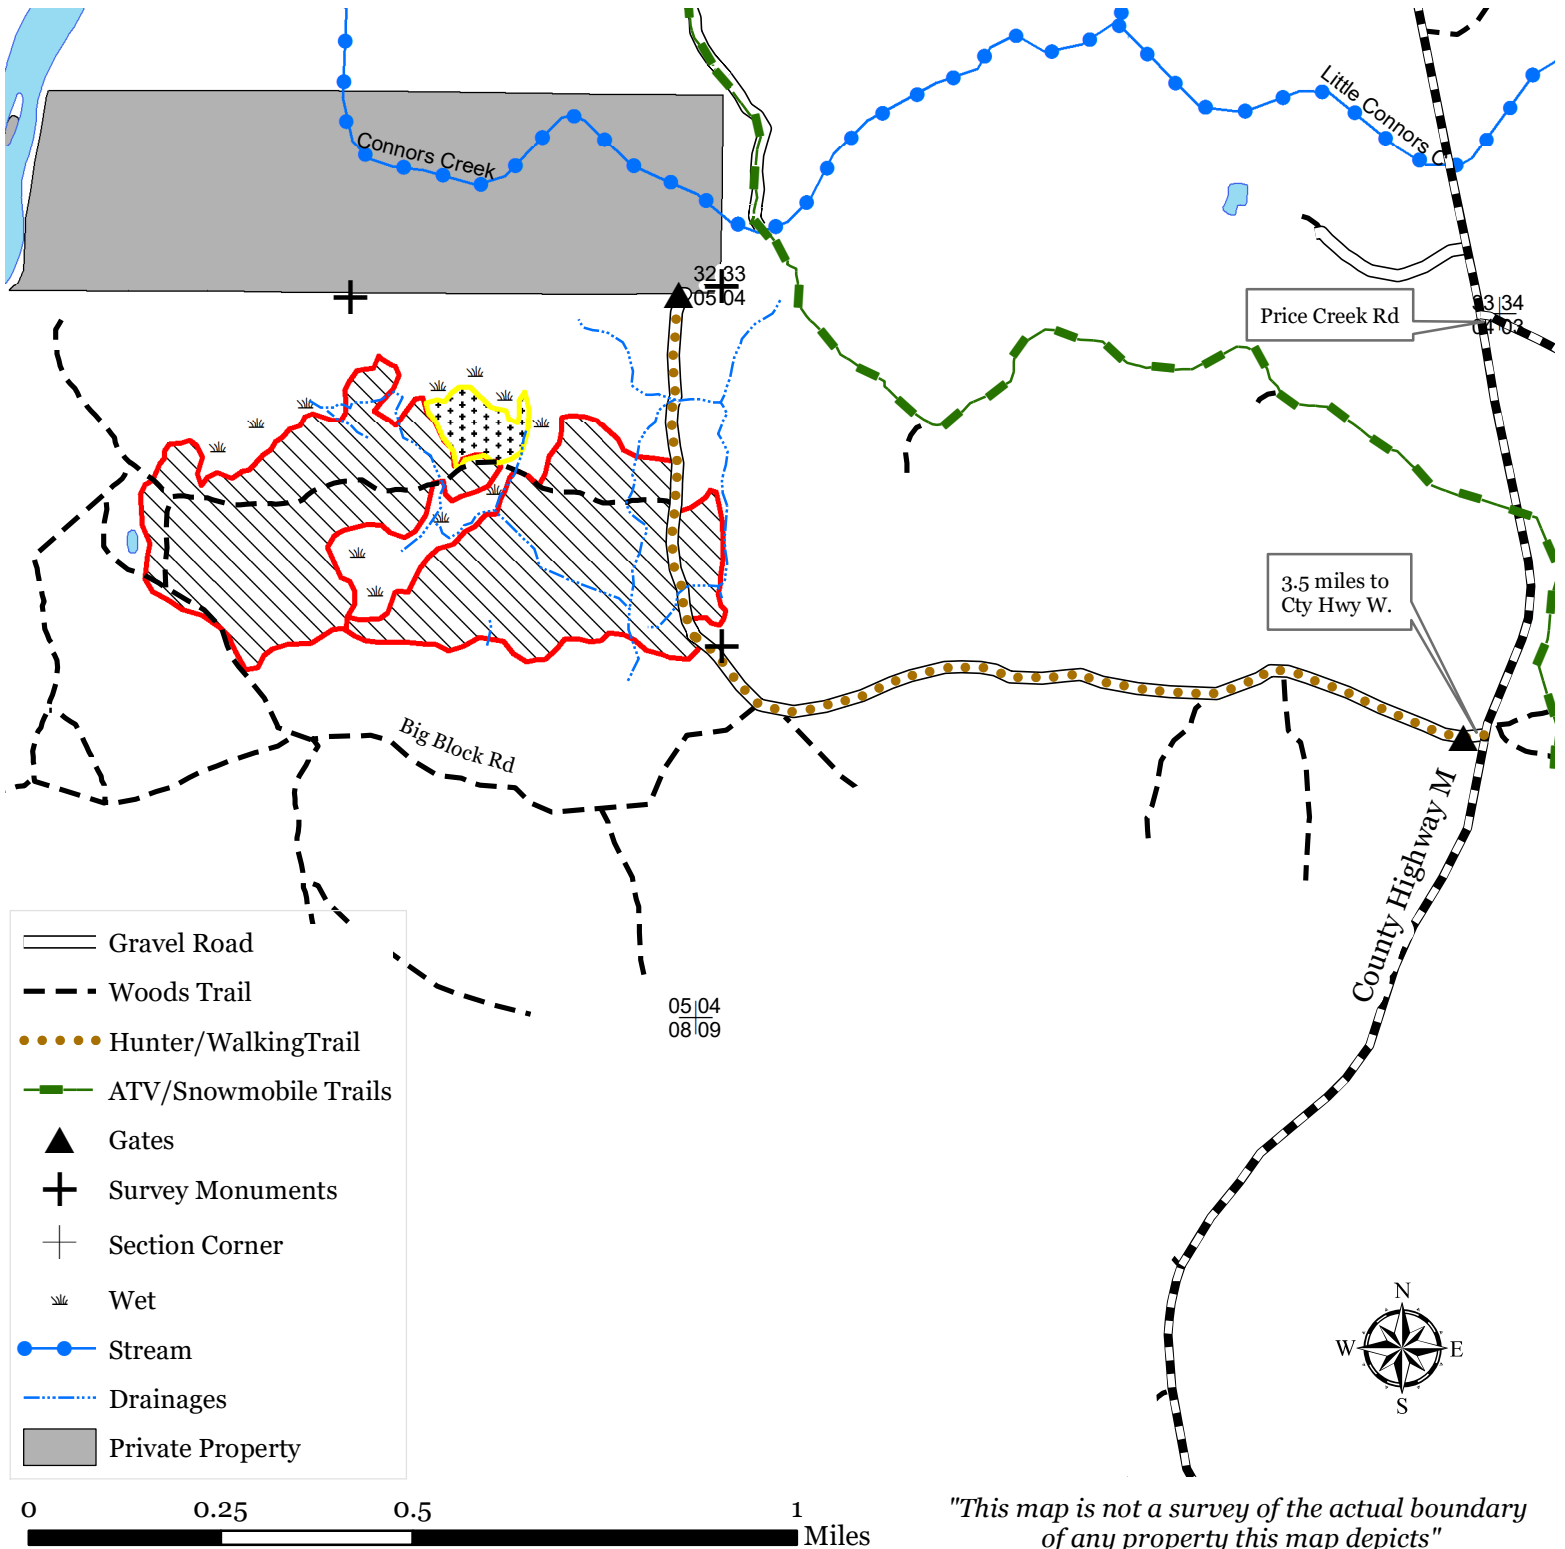 Little Connors C
Connors Creek
32 33
05 04
33 34
04 03
Price Creek Rd
3.5 miles to
Cty Hwy W.
Big Block Rd
County Highway M
Gravel Road
Woods Trail
Hunter/WalkingTrail
ATV/Snowmobile Trails
Gates
Survey Monuments
Section Corner
Wet
Stream
Drainages
Private Property
05 04
08 09
N
W E
S
0 0.25 0.5 1
Miles
"This map is not a survey of the actual boundary
of any property this map depicts"